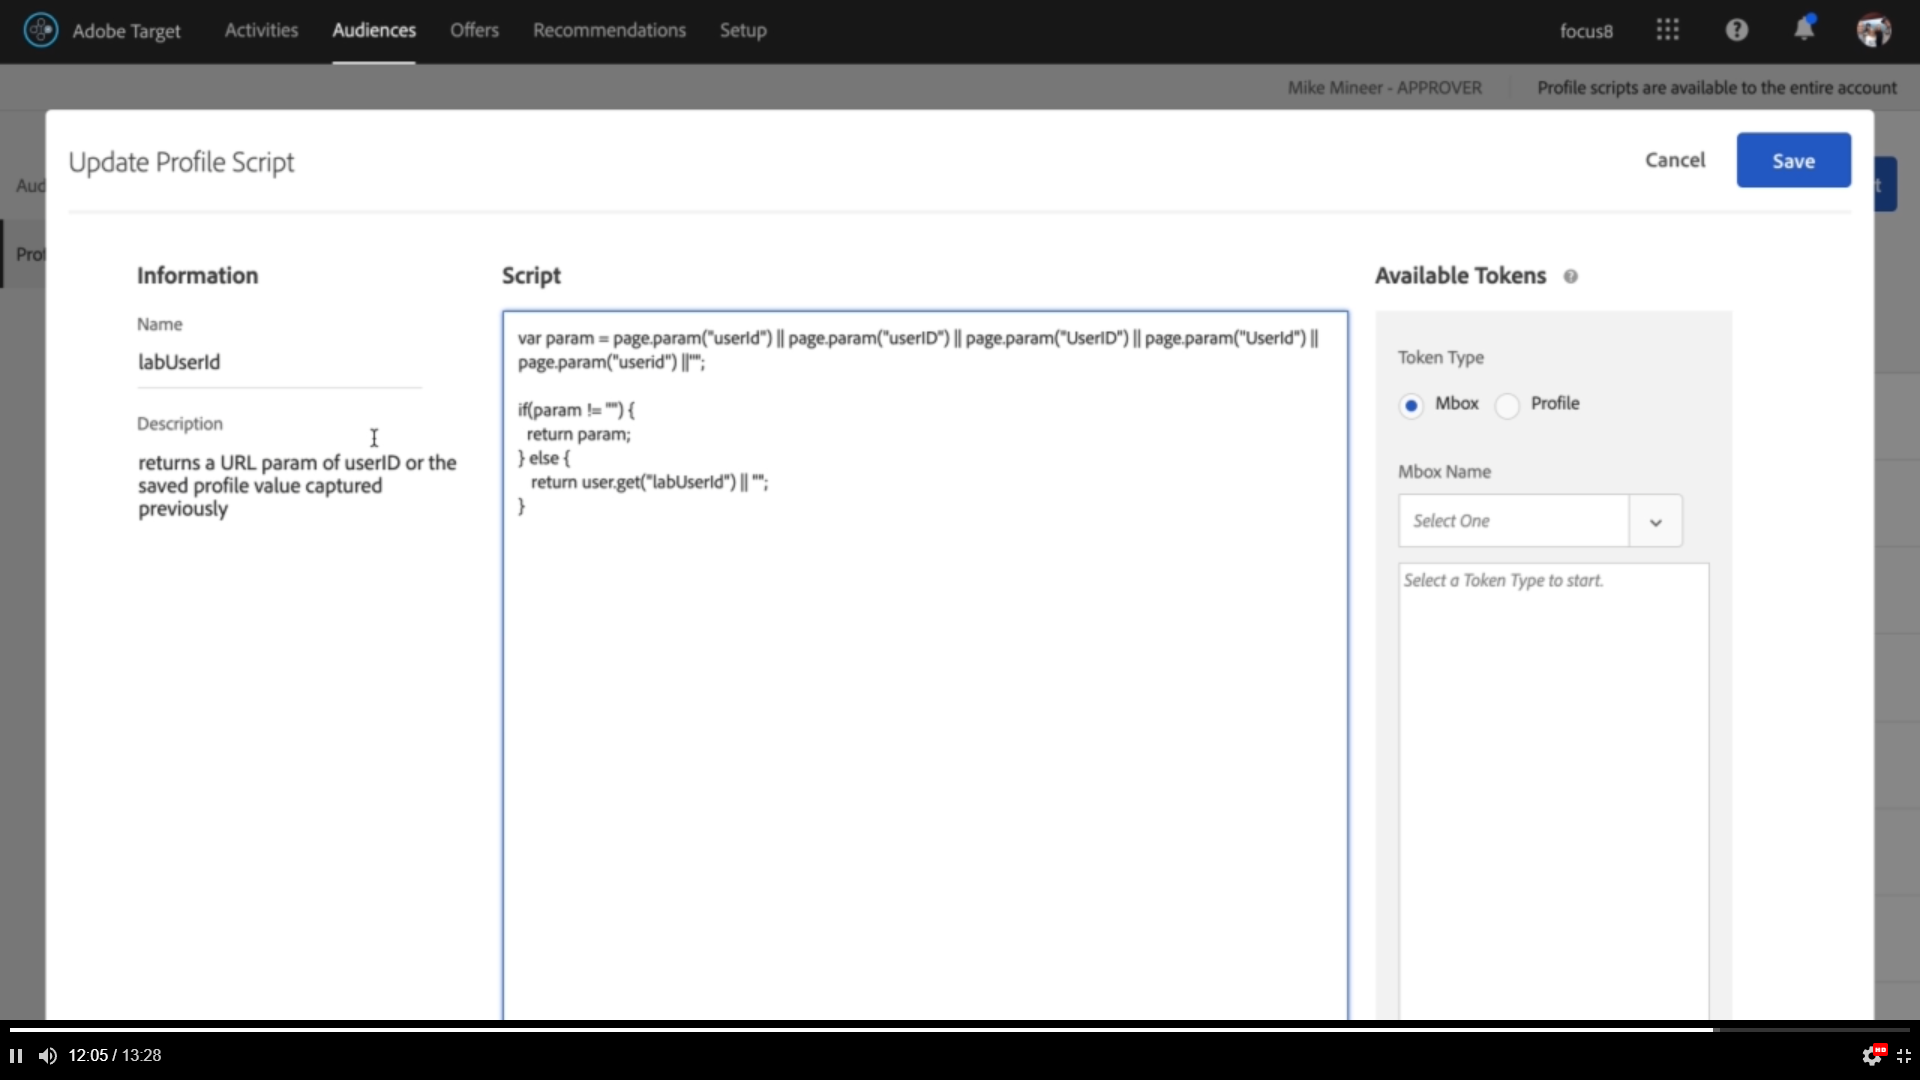 Adobe Target
Activities
Audiences
Offers
Recommendations
Setup
focus8
Mike Mineer - APPROVER
Profile scripts are available to the entire account
Update Profile Script
Cancel
Save
Aud
t
Prof
Information
Script
Available Tokens
Name
labUserId
Description
returns a URL param of userID or the
saved profile value captured
previously
var param = page.param("userId") || page.param("userID") || page.param("UserID") || page.param("UserId") ||
page.param("userid") ||"";
if(param != "") {
return param;
} else {
return user.get("labUserId") || "";
}
Token Type
Mbox
Profile
Mbox Name
Select One
Select a Token Type to start.
12:05 / 13:28
HD